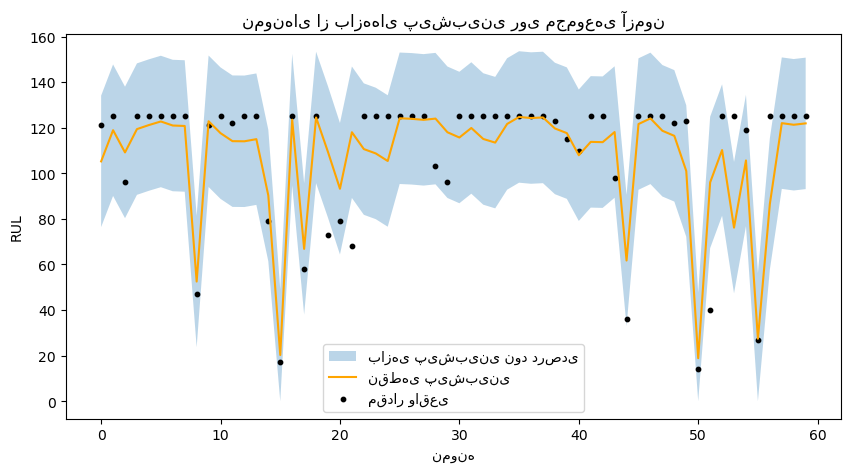 نمونه‌ای از بازه‌های پیش‌بینی روی مجموعه‌ی آزمون
RUL
160
140
120
100
80
60
40
20
0
بازه‌ی پیش‌بینی نود درصدی
نقطه‌ی پیش‌بینی
مقدار واقعی
0 10 20 30 40 50 60
نمونه